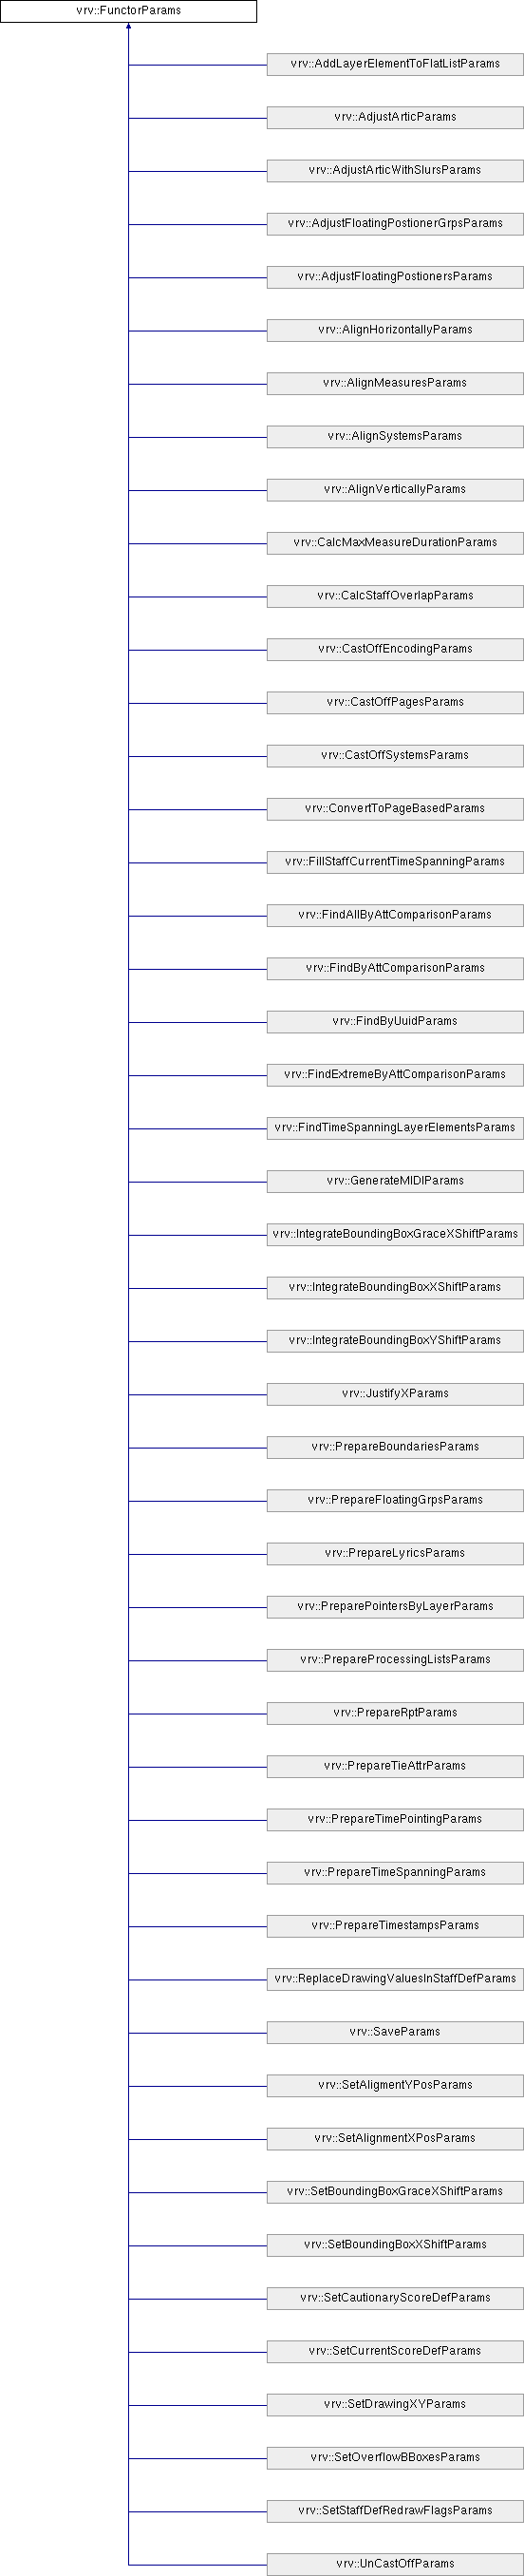 vrv::FunctorParams
vrv::AddLayerElementToFlatListParams
vrv::AdjustArticParams
vrv::AdjustArticWithSlursParams
vrv::AdjustFloatingPostionerGrpsParams
vrv::AdjustFloatingPostionersParams
vrv::AlignHorizontallyParams
vrv::AlignMeasuresParams
vrv::AlignSystemsParams
vrv::AlignVerticallyParams
vrv::CalcMaxMeasureDurationParams
vrv::CalcStaffOverlapParams
vrv::CastOffEncodingParams
vrv::CastOffPagesParams
vrv::CastOffSystemsParams
vrv::ConvertToPageBasedParams
vrv::FillStaffCurrentTimeSpanningParams
vrv::FindAllByAttComparisonParams
vrv::FindByAttComparisonParams
vrv::FindByUuidParams
vrv::FindExtremeByAttComparisonParams
vrv::FindTimeSpanningLayerElementsParams
vrv::GenerateMIDIParams
vrv::IntegrateBoundingBoxGraceXShiftParams
vrv::IntegrateBoundingBoxXShiftParams
vrv::IntegrateBoundingBoxYShiftParams
vrv::JustifyXParams
vrv::PrepareBoundariesParams
vrv::PrepareFloatingGrpsParams
vrv::PrepareLyricsParams
vrv::PreparePointersByLayerParams
vrv::PrepareProcessingListsParams
vrv::PrepareRptParams
vrv::PrepareTieAttrParams
vrv::PrepareTimePointingParams
vrv::PrepareTimeSpanningParams
vrv::PrepareTimestampsParams
vrv::ReplaceDrawingValuesInStaffDefParams
vrv::SaveParams
vrv::SetAligmentYPosParams
vrv::SetAlignmentXPosParams
vrv::SetBoundingBoxGraceXShiftParams
vrv::SetBoundingBoxXShiftParams
vrv::SetCautionaryScoreDefParams
vrv::SetCurrentScoreDefParams
vrv::SetDrawingXYParams
vrv::SetOverflowBBoxesParams
vrv::SetStaffDefRedrawFlagsParams
vrv::UnCastOffParams